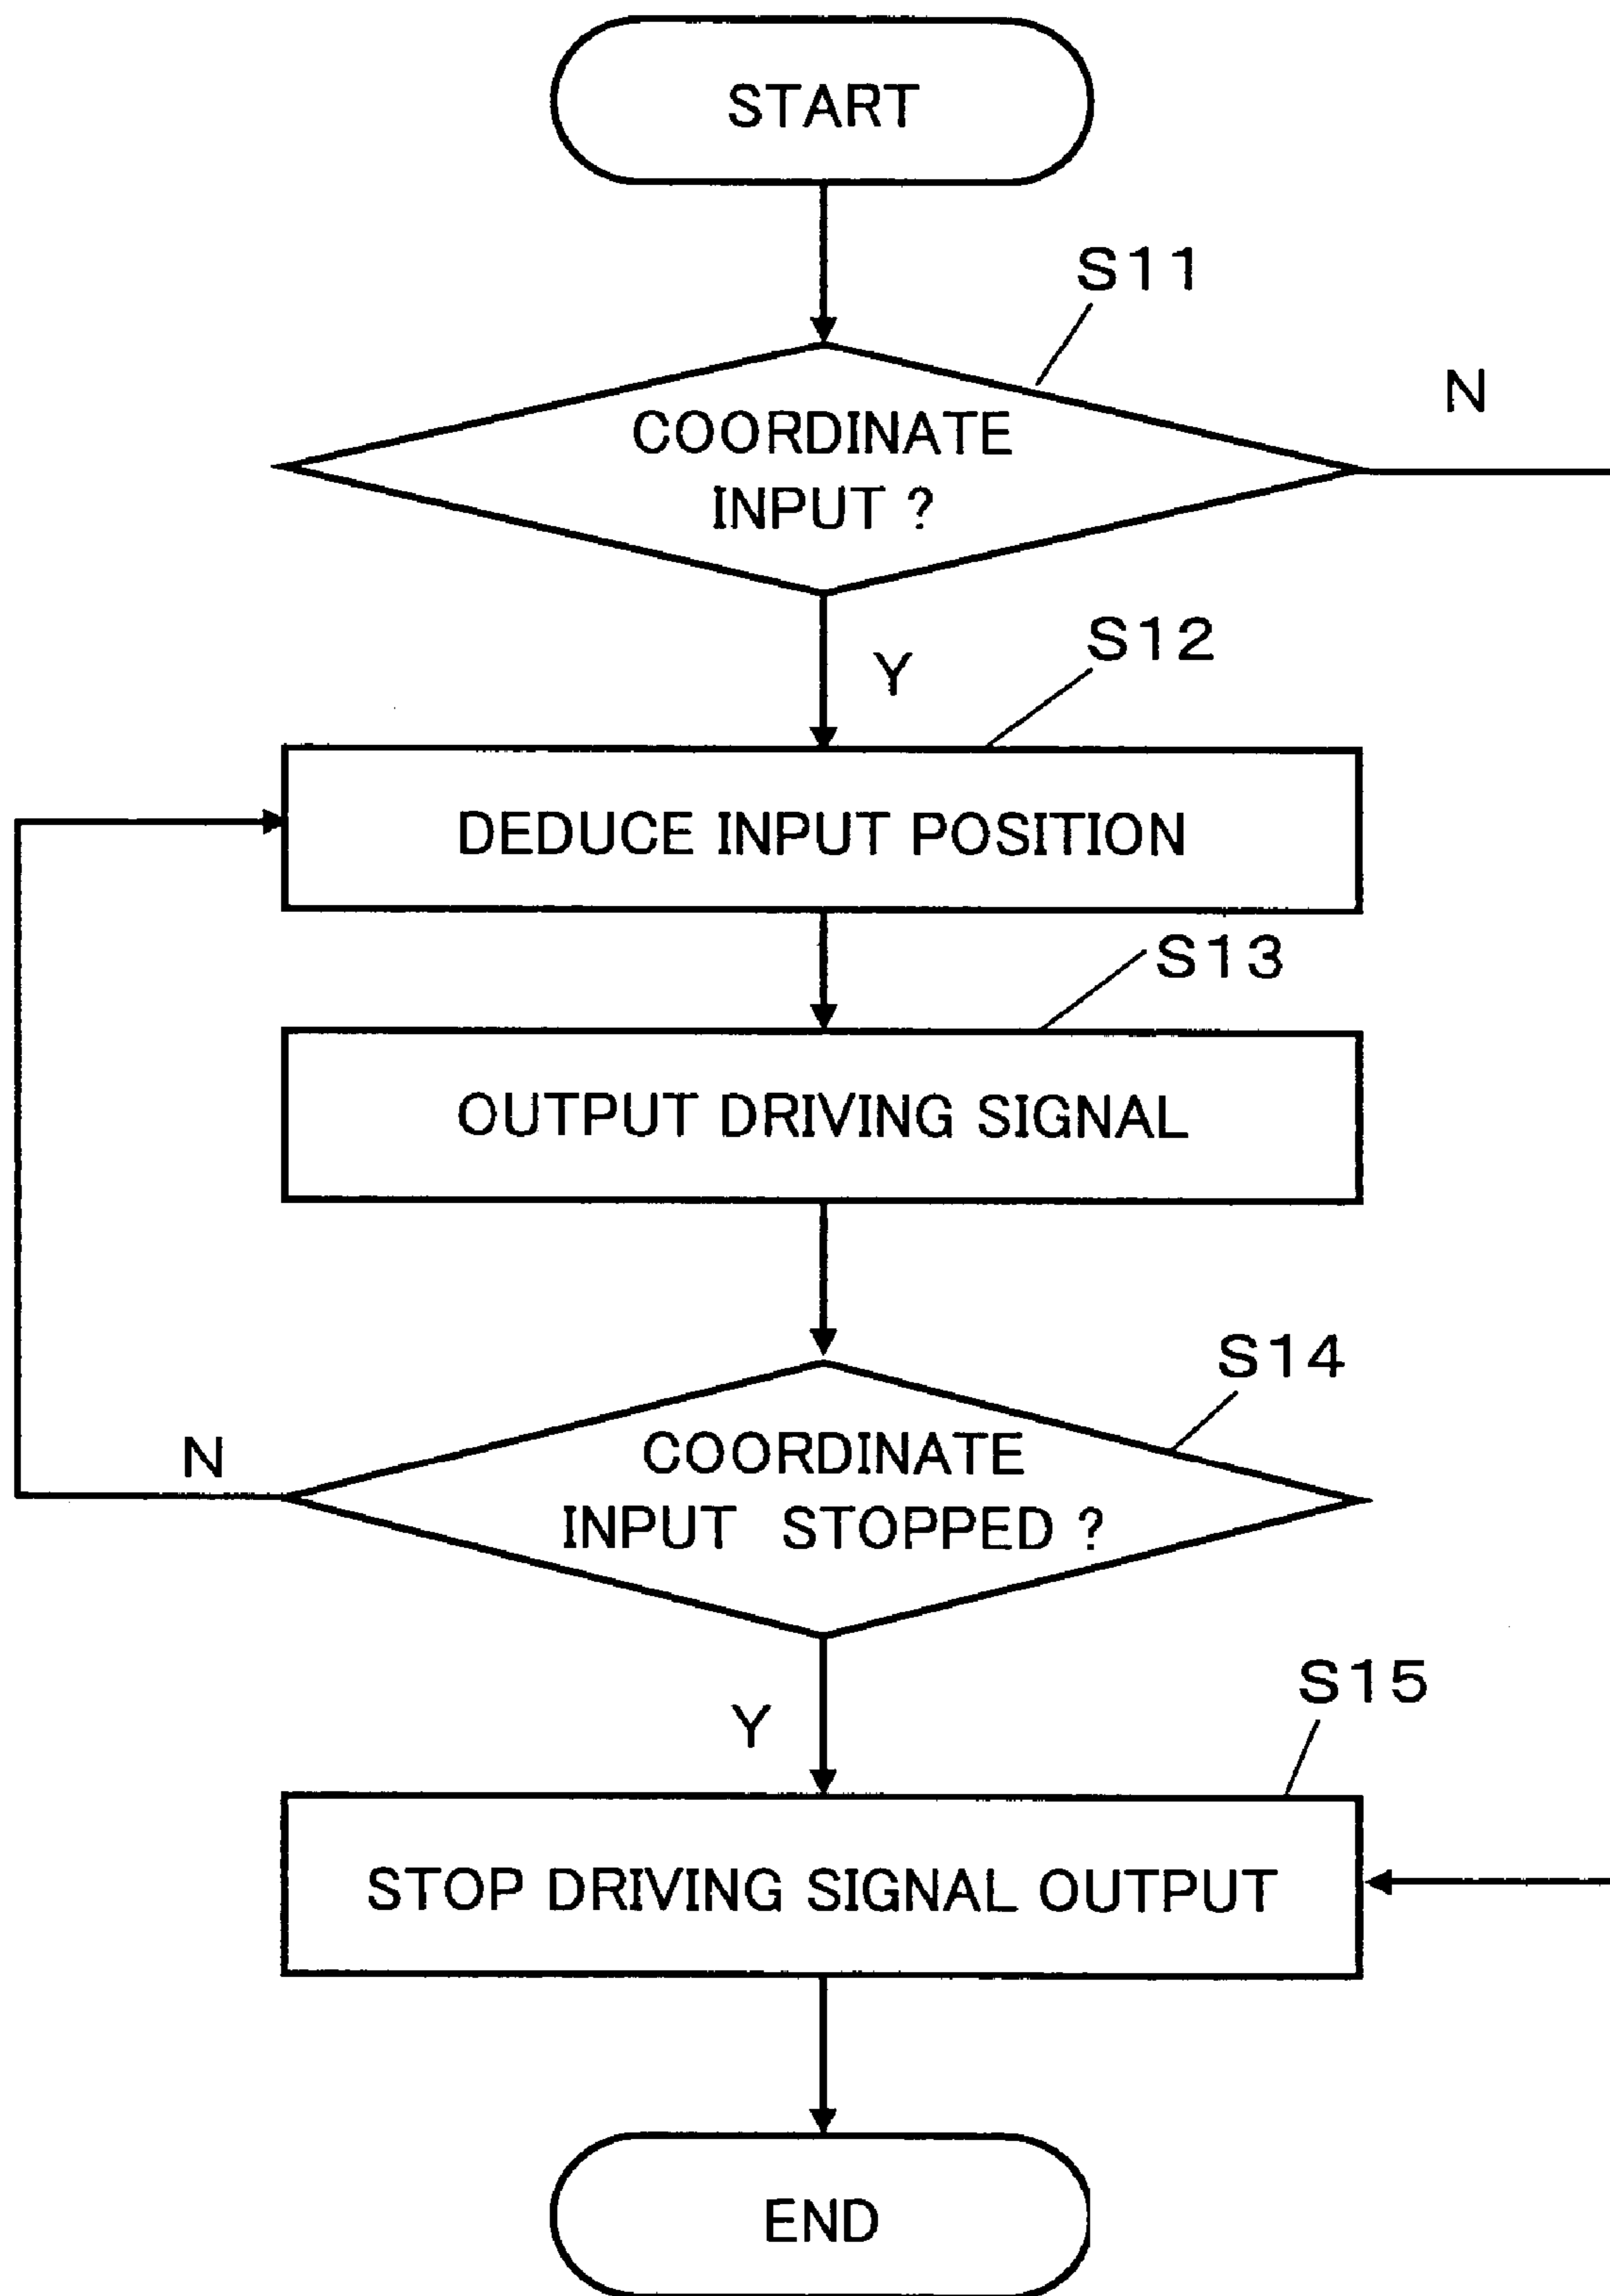 START
S11
N
COORDINATE
INPUT ?
S12
Y
DEDUCE INPUT POSITION
S13
OUTPUT DRIVING SIGNAL
S14
N
COORDINATE
INPUT STOPPED ?
S15
Y
STOP DRIVING SIGNAL OUTPUT
END